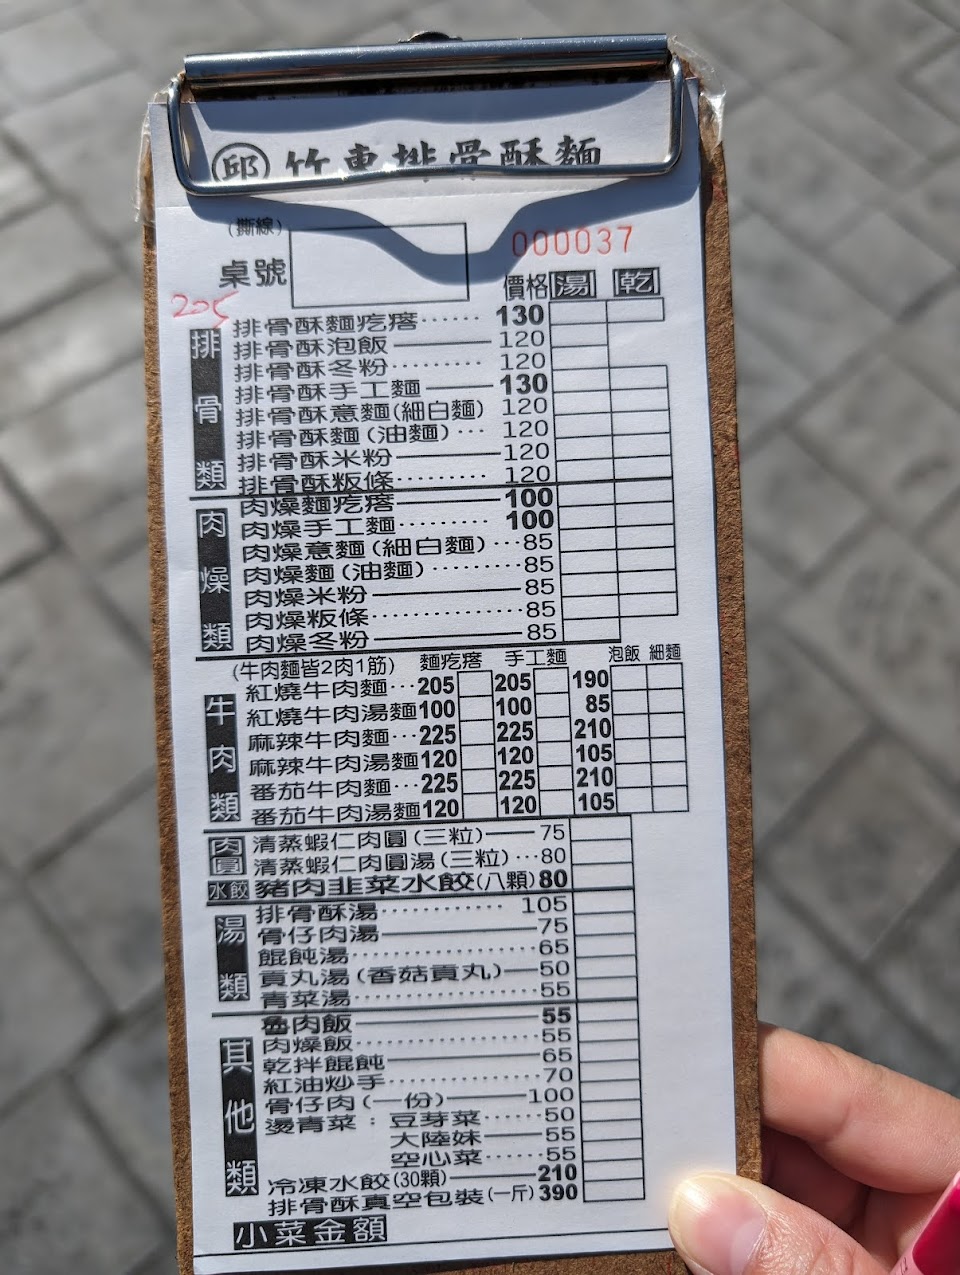 邱 竹東排骨酥麵
(撕線)
000037
桌號
價格 湯 乾
205
排骨類
排骨酥麵疙瘩······ 130
排骨酥泡飯 120
排骨酥冬粉 120
排骨酥手工麵 130
排骨酥意麵(細白麵) 120
排骨酥麵(油麵)··· 120
排骨酥米粉 120
排骨酥粄條 120
肉燥類
肉燥麵疙瘩 100
肉燥手工麵········· 100
肉燥意麵(細白麵)···85
肉燥麵(油麵)········· 85
肉燥米粉 85
肉燥粄條············· 85
肉燥冬粉 85
牛肉類
(牛肉麵皆2肉1筋) 麵疙瘩 手工麵 泡飯 細麵
紅燒牛肉麵···205 205 190
紅燒牛肉湯麵100 100 85
麻辣牛肉麵···225 225 210
麻辣牛肉湯麵120 120 105
番茄牛肉麵···225 225 210
番茄牛肉湯麵120 120 105
肉圓
清蒸蝦仁肉圓(三粒) 75
清蒸蝦仁肉圓湯(三粒)···80
水餃 豬肉韭菜水餃(八顆)80
湯類
排骨酥湯············ 105
骨仔肉湯 75
餛飩湯·············· 65
貢丸湯(香菇貢丸) 50
青菜湯·············· 55
其他類
魯肉飯 55
肉燥飯·············· 55
乾拌餛飩 65
紅油炒手············ 70
骨仔肉(一份) 100
燙青菜：豆芽菜······50
大陸妹 55
空心菜······55
冷凍水餃(30顆) 210
排骨酥真空包裝(一斤)390
小菜金額